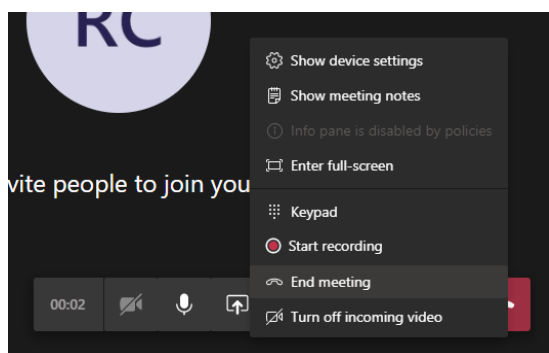 RC
Show device settings
Show meeting notes
Info pane is disabled by policies
Enter full-screen
vite people to join you
Keypad
Start recording
End meeting
00:02
Turn off incoming video